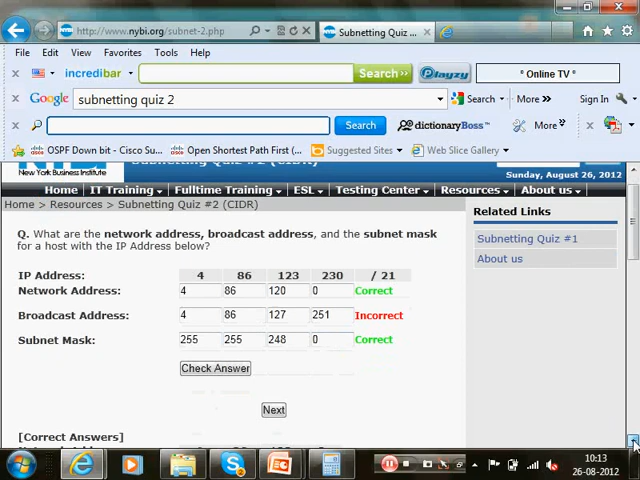 http://www.nybi.org/subnet-2.php
Subnetting Quiz ...
File Edit View Favorites Tools Help
incredibar Search>> Playzy ° Online TV °
Google subnetting quiz 2 Search More >> Sign In
Search dictionaryBoss More >>
OSPF Down bit - Cisco Su... Open Shortest Path First (... Suggested Sites Web Slice Gallery
Subnetting Quiz #2 (CIDR)
New York Business Institute
Sunday, August 26, 2012
Home IT Training Fulltime Training ESL Testing Center Resources About us
Home > Resources > Subnetting Quiz #2 (CIDR)
Related Links
Subnetting Quiz #1
About us
Q. What are the network address, broadcast address, and the subnet mask
for a host with the IP Address below?
IP Address: 4 86 123 230 / 21
Network Address: 4 86 120 0 Correct
Broadcast Address: 4 86 127 251 Incorrect
Subnet Mask: 255 255 248 0 Correct
Check Answer
Next
[Correct Answers]
10:13
26-08-2012